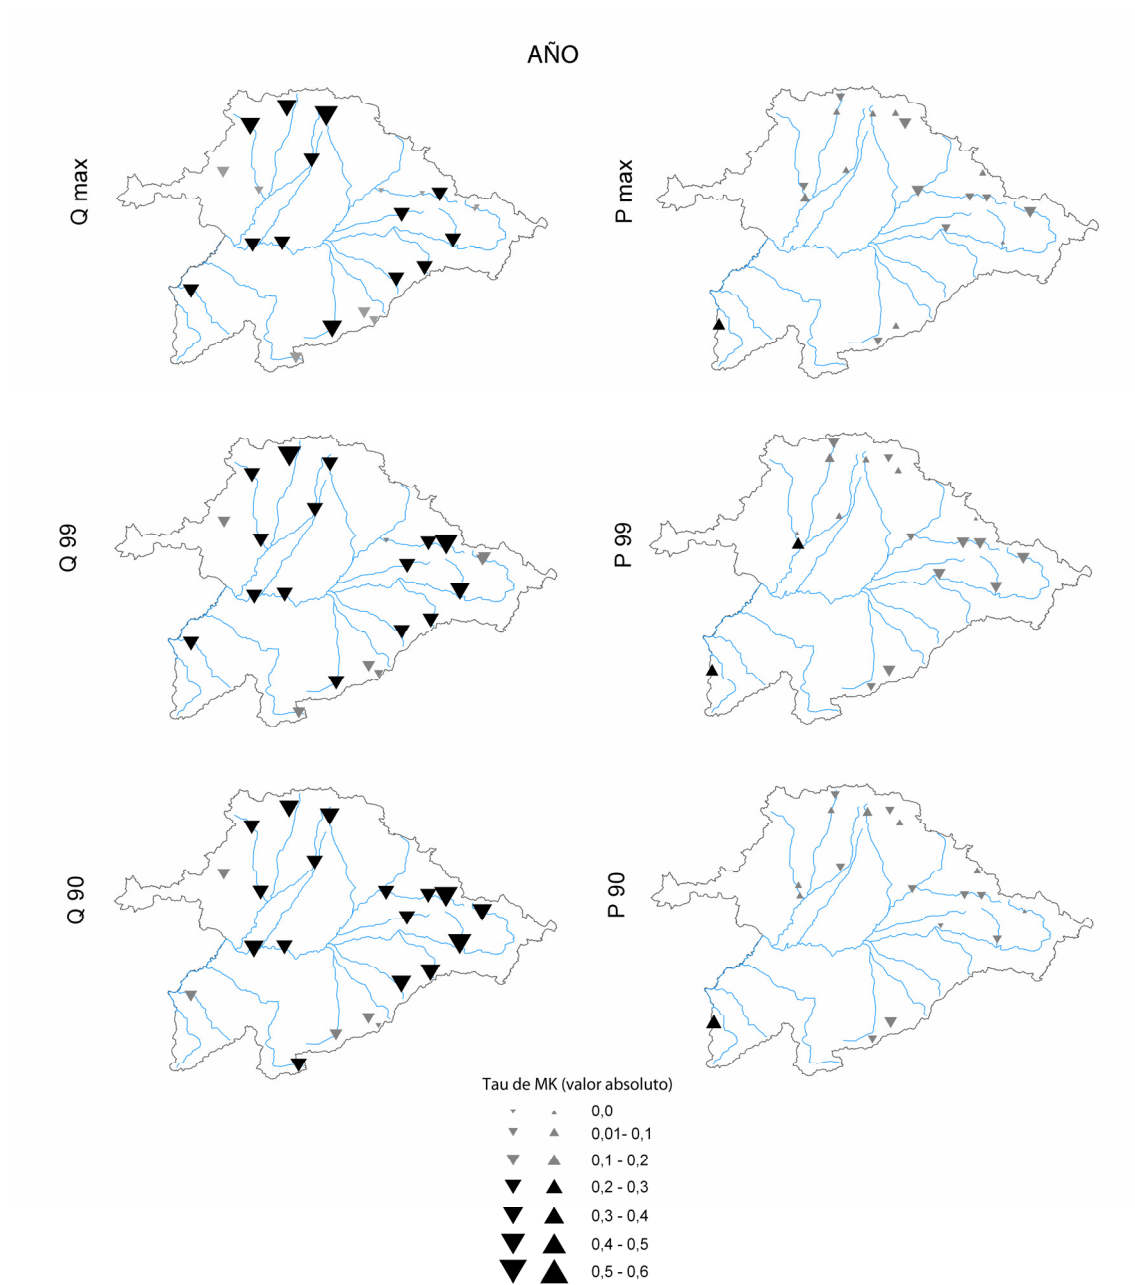 AÑO
Q max
P max
Q 99
P 99
Q 90
P 90
Tau de MK (valor absoluto)
0,0
0,01- 0,1
0,1 - 0,2
0,2 - 0,3
0,3 - 0,4
0,4 - 0,5
0,5 - 0,6